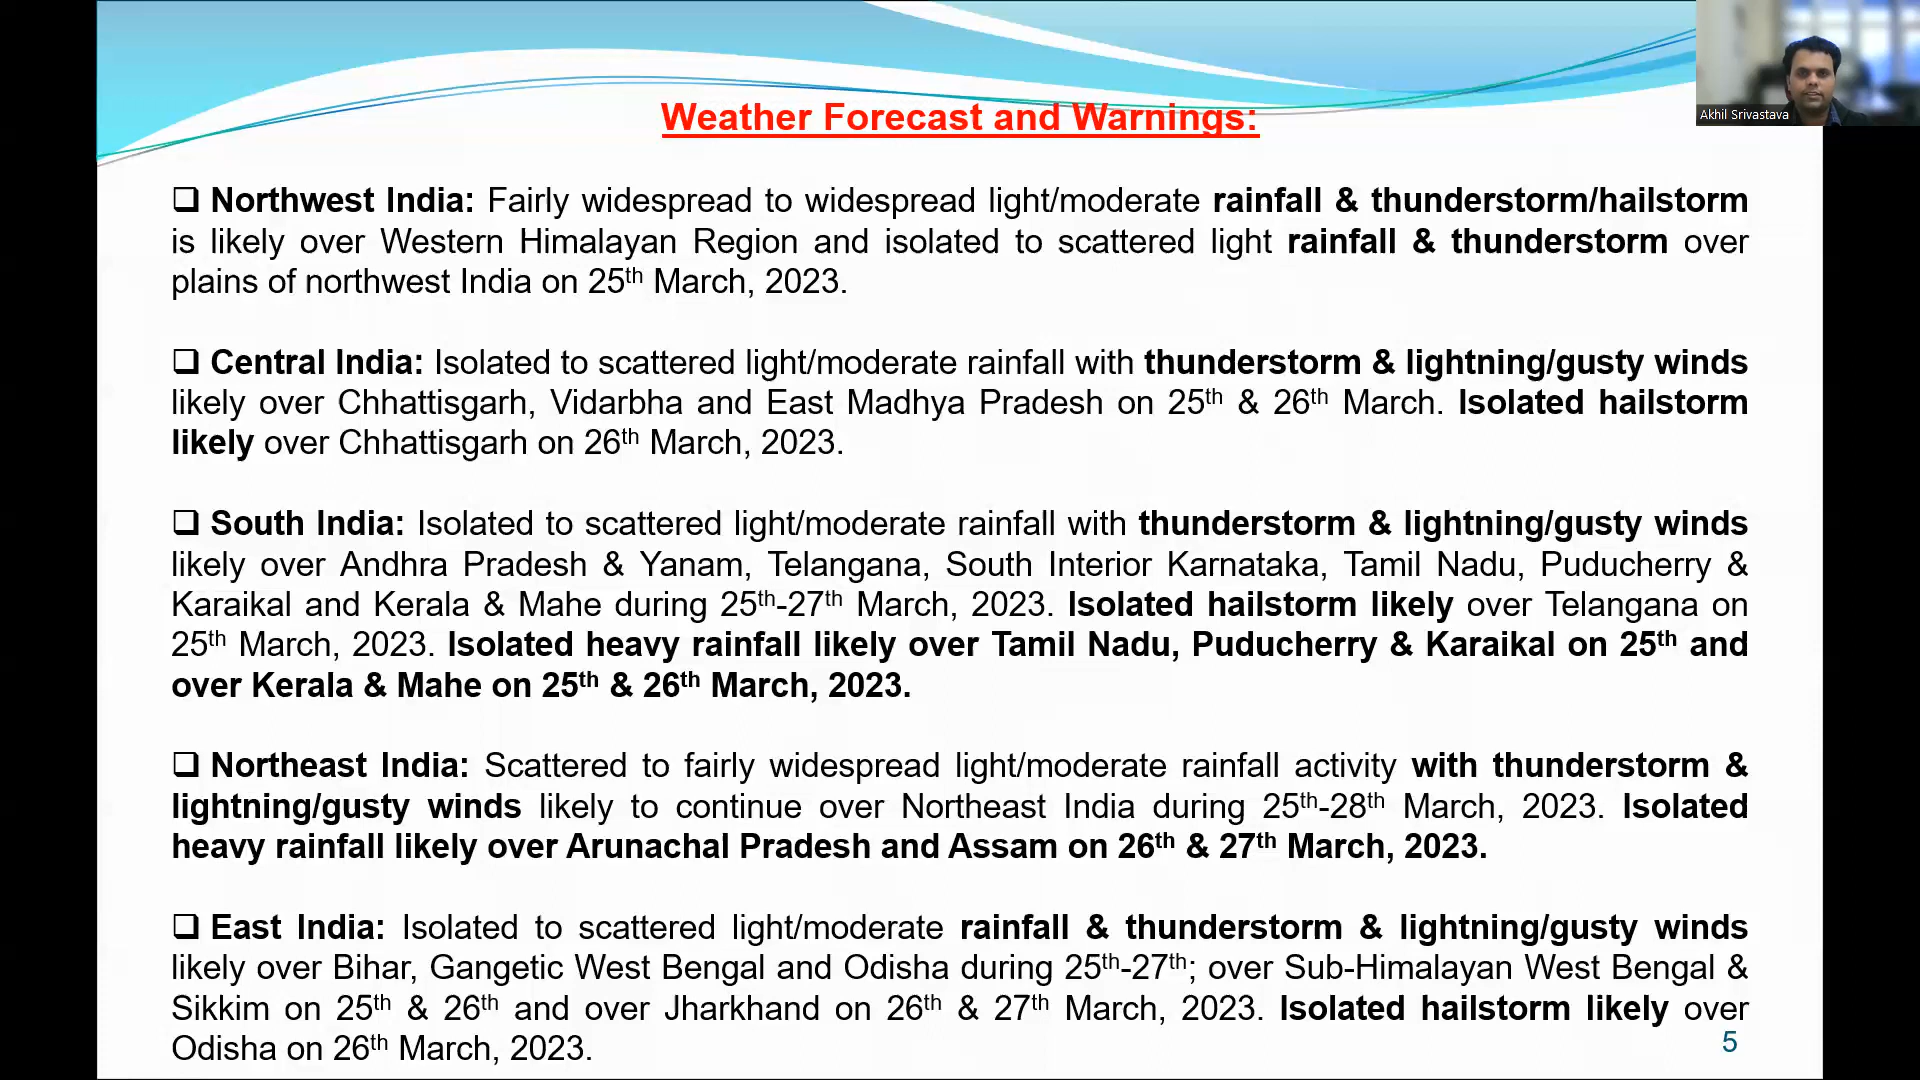 Weather Forecast and Warnings:
Akhil Srivastava
❑ Northwest India: Fairly widespread to widespread light/moderate rainfall & thunderstorm/hailstorm
is likely over Western Himalayan Region and isolated to scattered light rainfall & thunderstorm over
plains of northwest India on 25th March, 2023.
❑ Central India: Isolated to scattered light/moderate rainfall with thunderstorm & lightning/gusty winds
likely over Chhattisgarh, Vidarbha and East Madhya Pradesh on 25th & 26th March. Isolated hailstorm
likely over Chhattisgarh on 26th March, 2023.
❑ South India: Isolated to scattered light/moderate rainfall with thunderstorm & lightning/gusty winds
likely over Andhra Pradesh & Yanam, Telangana, South Interior Karnataka, Tamil Nadu, Puducherry &
Karaikal and Kerala & Mahe during 25th-27th March, 2023. Isolated hailstorm likely over Telangana on
25th March, 2023. Isolated heavy rainfall likely over Tamil Nadu, Puducherry & Karaikal on 25th and
over Kerala & Mahe on 25th & 26th March, 2023.
❑ Northeast India: Scattered to fairly widespread light/moderate rainfall activity with thunderstorm &
lightning/gusty winds likely to continue over Northeast India during 25th-28th March, 2023. Isolated
heavy rainfall likely over Arunachal Pradesh and Assam on 26th & 27th March, 2023.
❑ East India: Isolated to scattered light/moderate rainfall & thunderstorm & lightning/gusty winds
likely over Bihar, Gangetic West Bengal and Odisha during 25th-27th; over Sub-Himalayan West Bengal &
Sikkim on 25th & 26th and over Jharkhand on 26th & 27th March, 2023. Isolated hailstorm likely over
Odisha on 26th March, 2023.
5